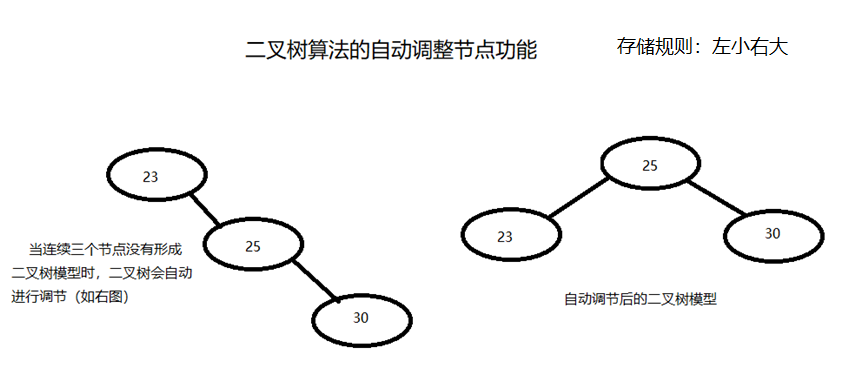 二叉树算法的自动调整节点功能
存储规则：左小右大
23
25
30
当连续三个节点没有形成
二叉树模型时，二叉树会自动
进行调节（如右图）
25
23
30
自动调节后的二叉树模型